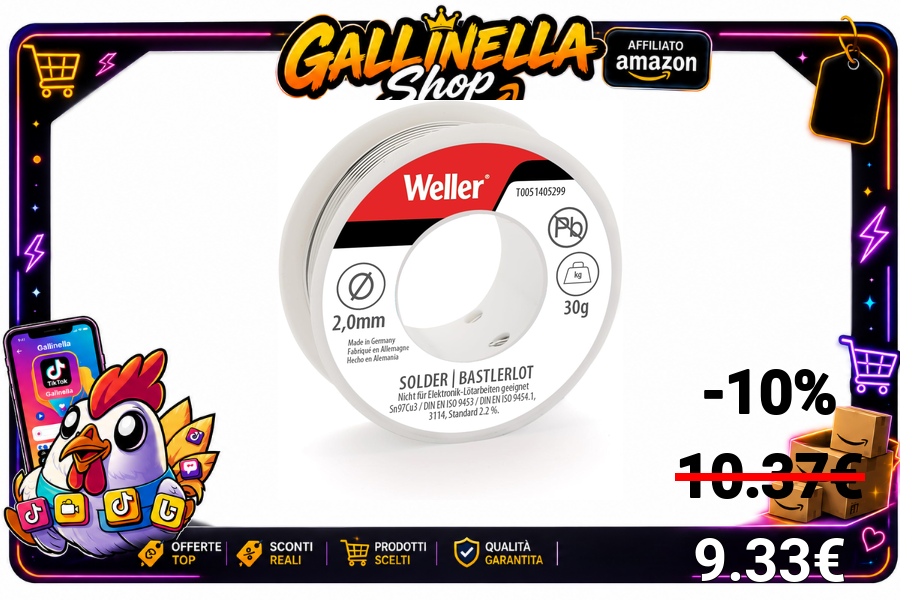 GALLINELLA
Shop
AFFILIATO
amazon
Weller®
T0051405299
Pb
kg
30g
Ø
2,0mm
Made in Germany
Fabriqué en Allemagne
Hecho en Alemania
SOLDER | BASTLERLOT
Nicht für Elektronik-Lötarbeiten geeignet
Sn97Cu3 / DIN EN ISO 9453 / DIN EN ISO 9454.1,
3114, Standard 2.2 %.
Gallinella
TikTok
Gallinella
-10%
10.37€
9.33€
OFFERTE
TOP
SCONTI
REALI
PRODOTTI
SCELTI
QUALITÀ
GARANTITA